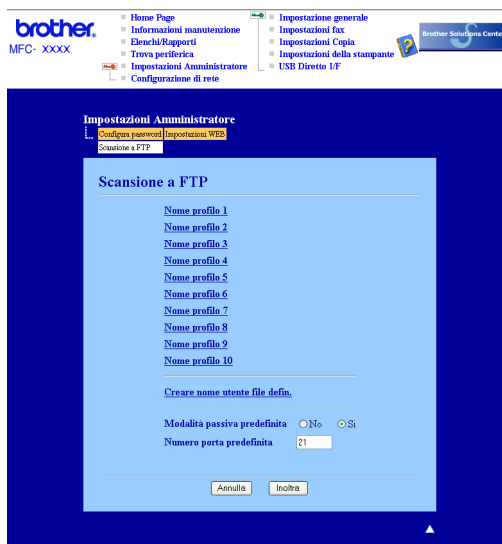 brother.
MFC- XXXX
Home Page
Informazioni manutenzione
Elenchi/Rapporti
Trova periferica
Impostazioni Amministratore
Configurazione di rete
Impostazione generale
Impostazioni fax
Impostazioni Copia
Impostazioni della stampante
USB Diretto I/F
Brother Solutions Cente
Impostazioni Amministratore
Configura password Impostazioni WEB
Scansione a FTP
Scansione a FTP
Nome profilo 1
Nome profilo 2
Nome profilo 3
Nome profilo 4
Nome profilo 5
Nome profilo 6
Nome profilo 7
Nome profilo 8
Nome profilo 9
Nome profilo 10
Creare nome utente file defin.
Modalità passiva predefinita No Sì
Numero porta predefinita 21
Annulla Inoltra